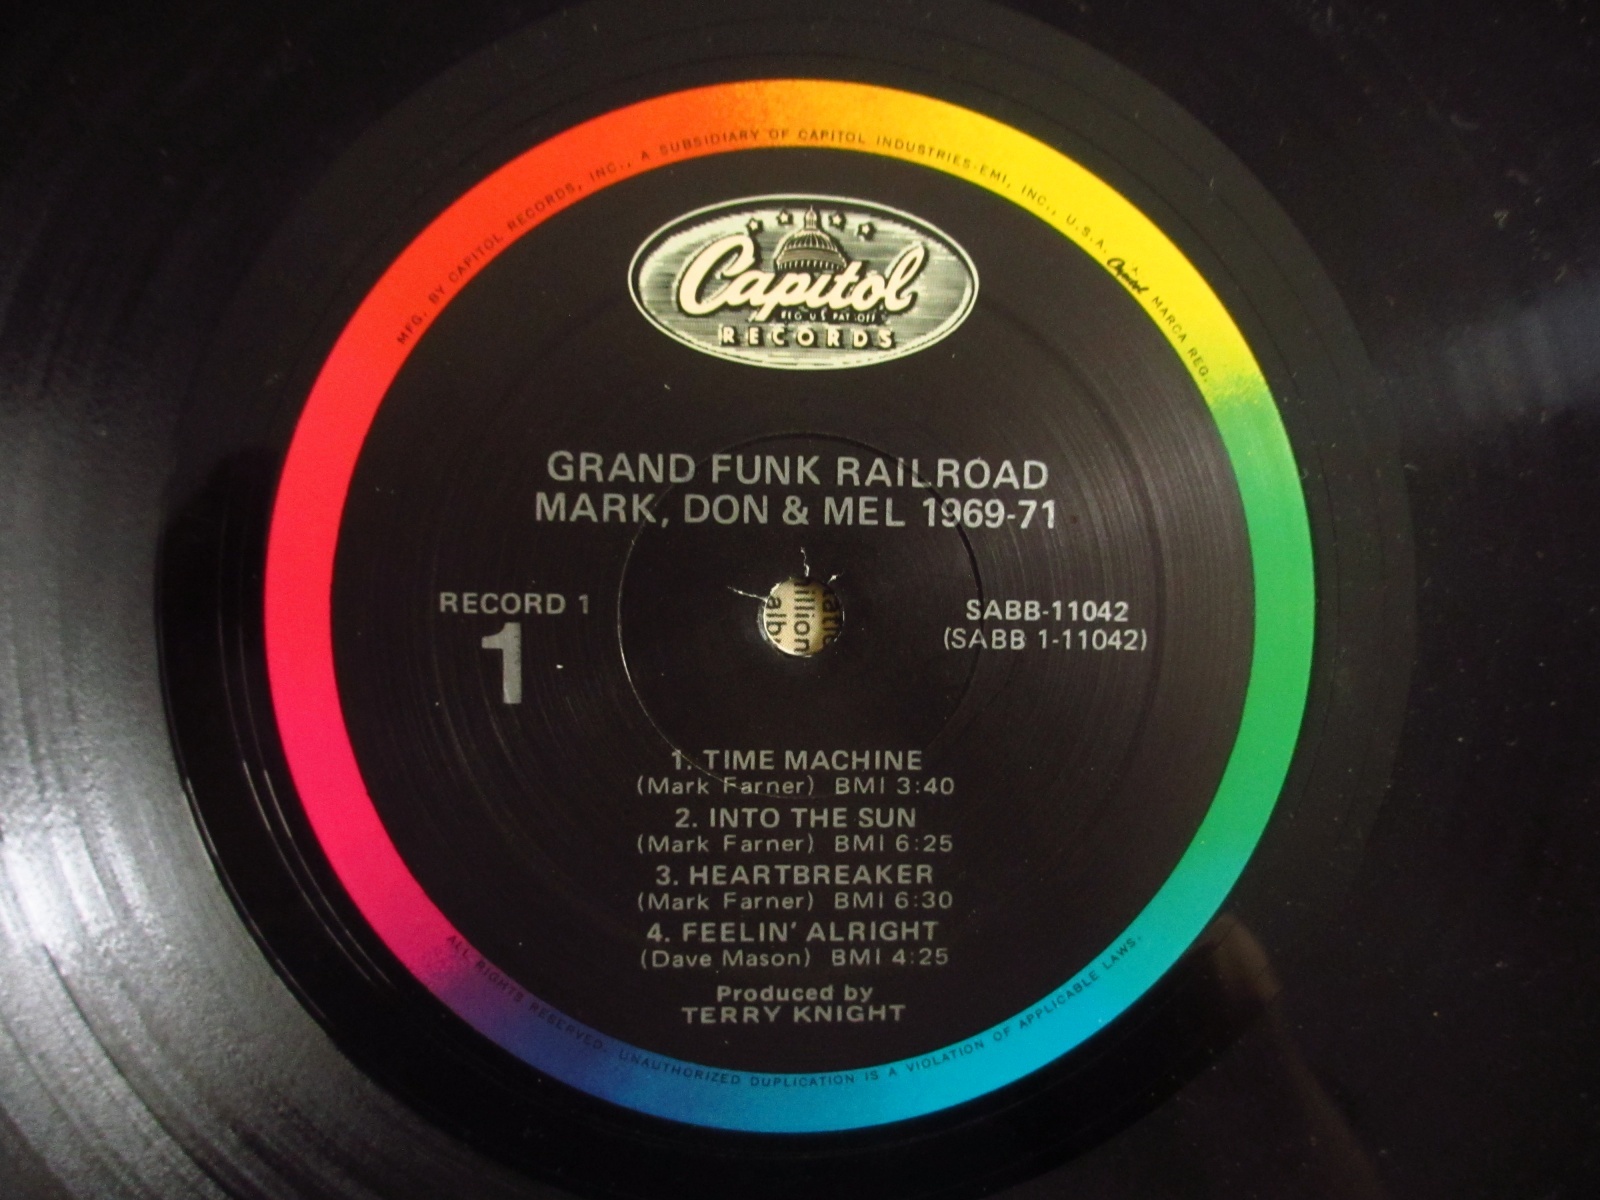 MFG. BY CAPITOL RECORDS, INC., A SUBSIDIARY OF CAPITOL INDUSTRIES-EMI, INC., U.S.A. Capitol MARCA REG.
Capitol
REG. U.S. PAT. OFF.
RECORDS
GRAND FUNK RAILROAD
MARK, DON & MEL 1969-71
RECORD 1
1
SABB-11042
(SABB 1-11042)
1. TIME MACHINE
(Mark Farner) BMI 3:40
2. INTO THE SUN
(Mark Farner) BMI 6:25
3. HEARTBREAKER
(Mark Farner) BMI 6:30
4. FEELIN' ALRIGHT
(Dave Mason) BMI 4:25
Produced by
TERRY KNIGHT
ALL RIGHTS RESERVED. UNAUTHORIZED DUPLICATION IS A VIOLATION OF APPLICABLE LAWS.